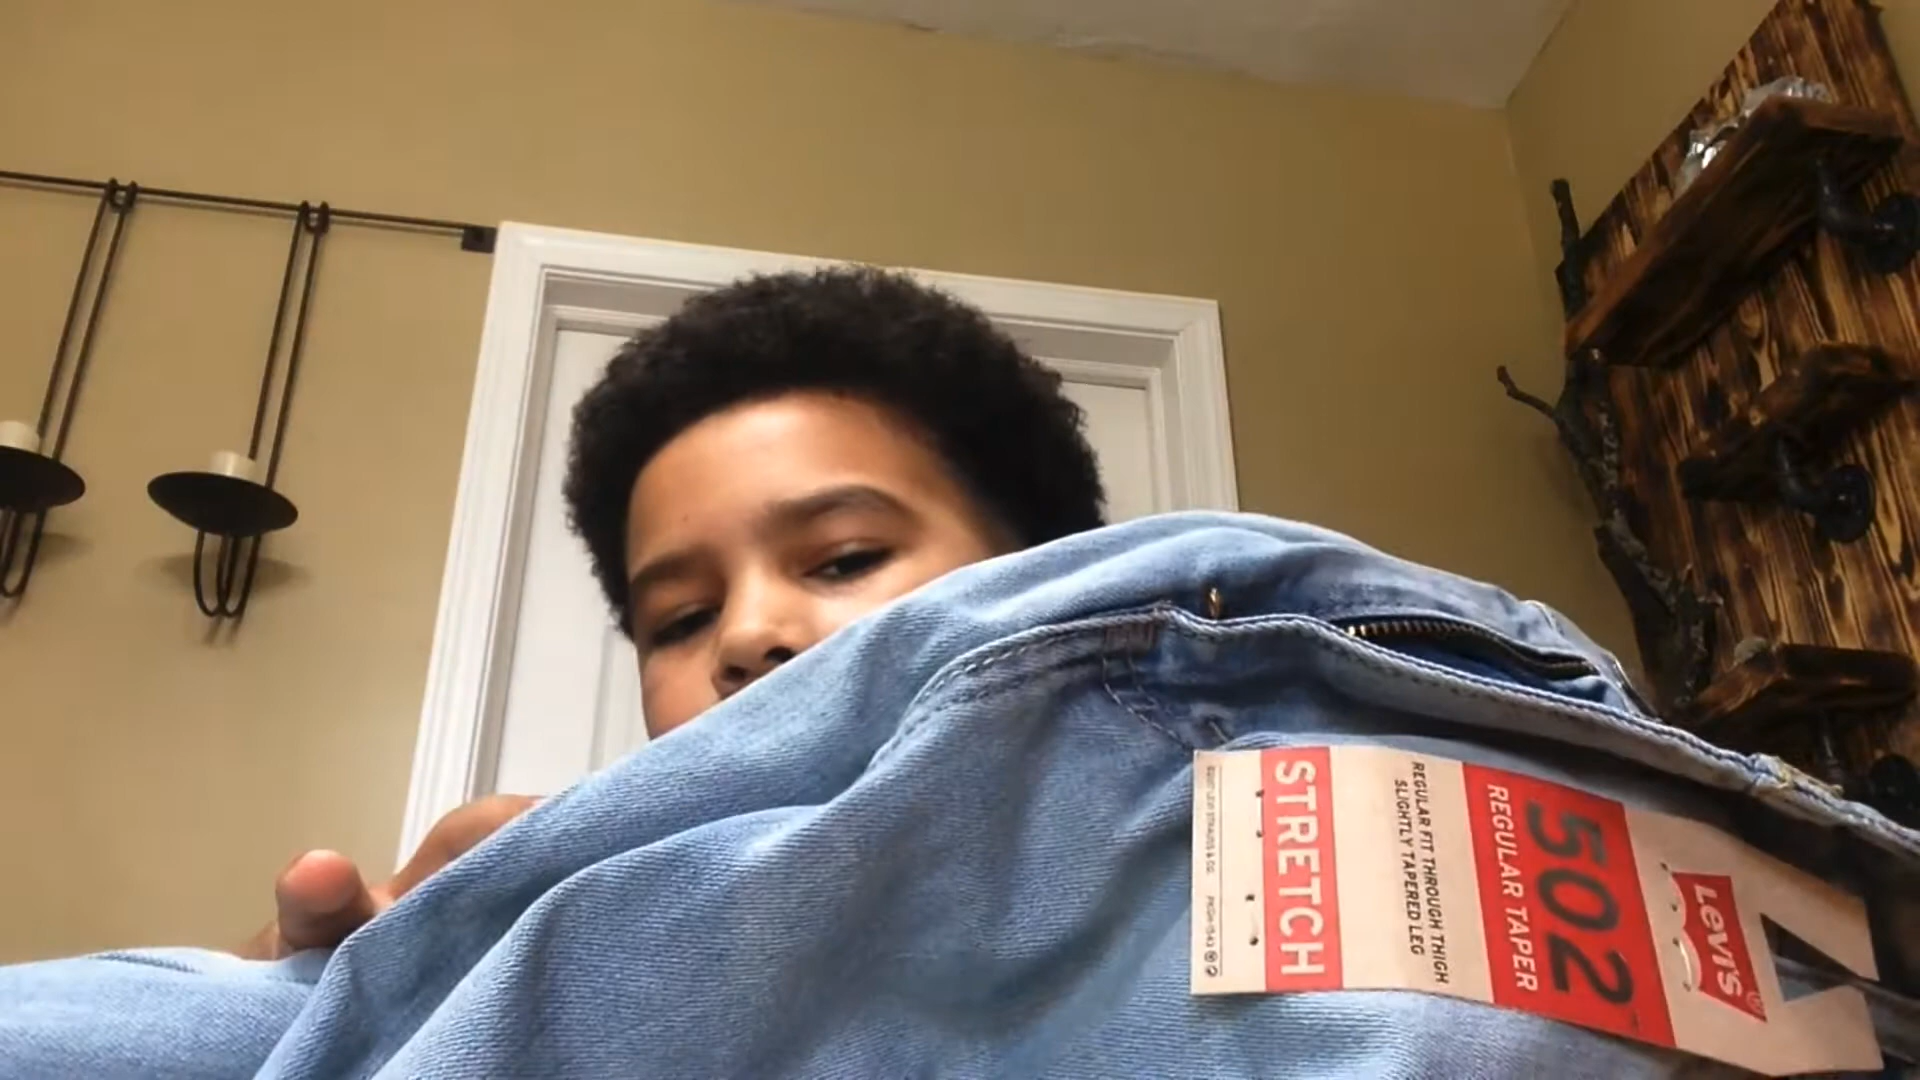 Levi's®
502
REGULAR TAPER
REGULAR FIT THROUGH THIGH
SLIGHTLY TAPERED LEG
STRETCH